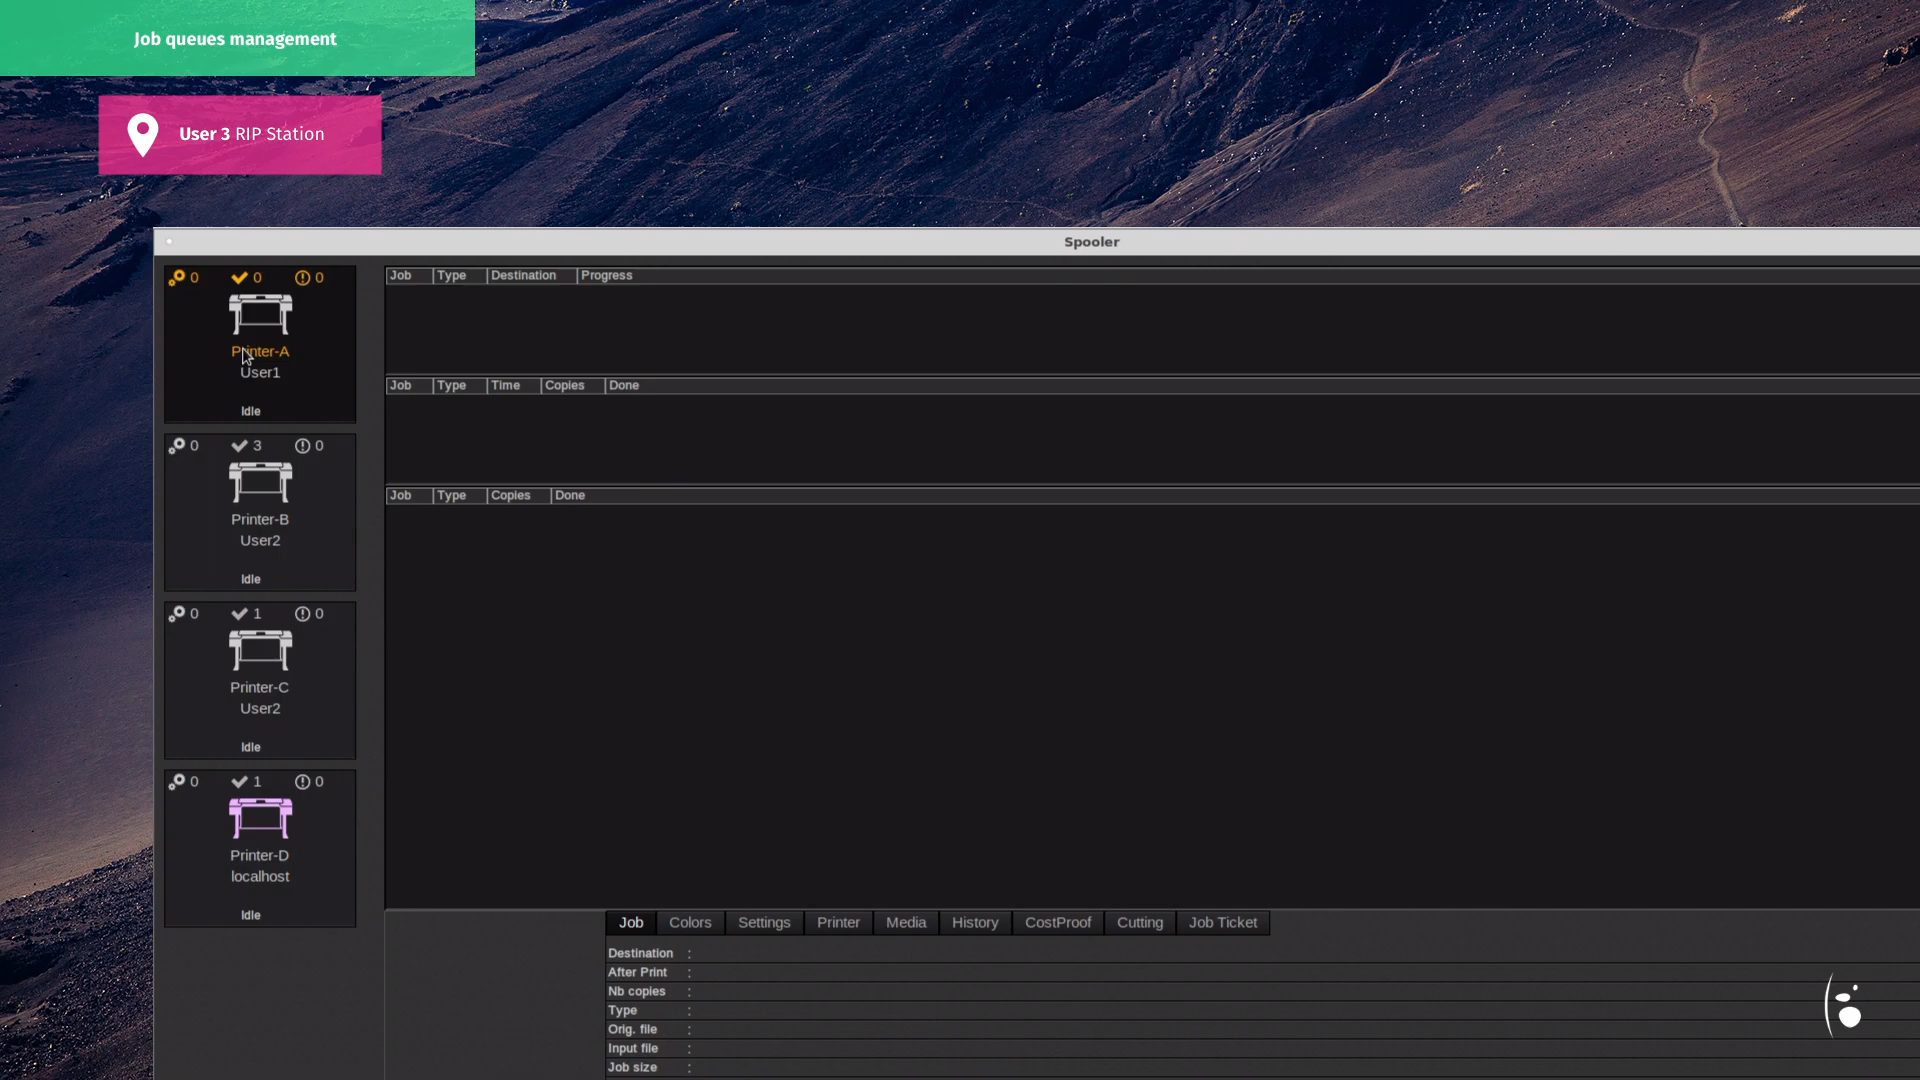 Job queues management
User 3 RIP Station
Spooler
0 0 0
Printer-A
User1
Idle
0 3 0
Printer-B
User2
Idle
0 1 0
Printer-C
User2
Idle
0 1 0
Printer-D
localhost
Idle
Job Type Destination Progress
Job Type Time Copies Done
Job Type Copies Done
Job Colors Settings Printer Media History CostProof Cutting Job Ticket
Destination :
After Print :
Nb copies :
Type :
Orig. file :
Input file :
Job size :